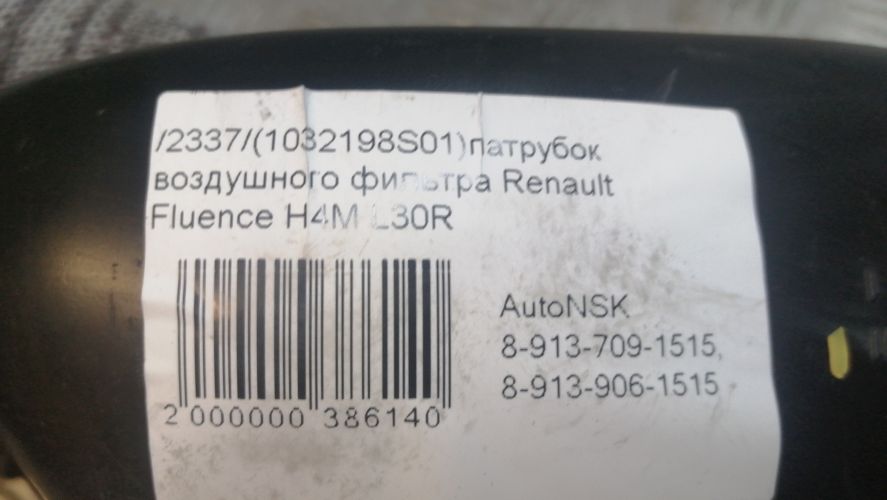 /2337/(1032198S01)патрубок
воздушного фильтра Renault
Fluence H4M L30R
AutoNSK
8-913-709-1515,
8-913-906-1515
2 000000 386140